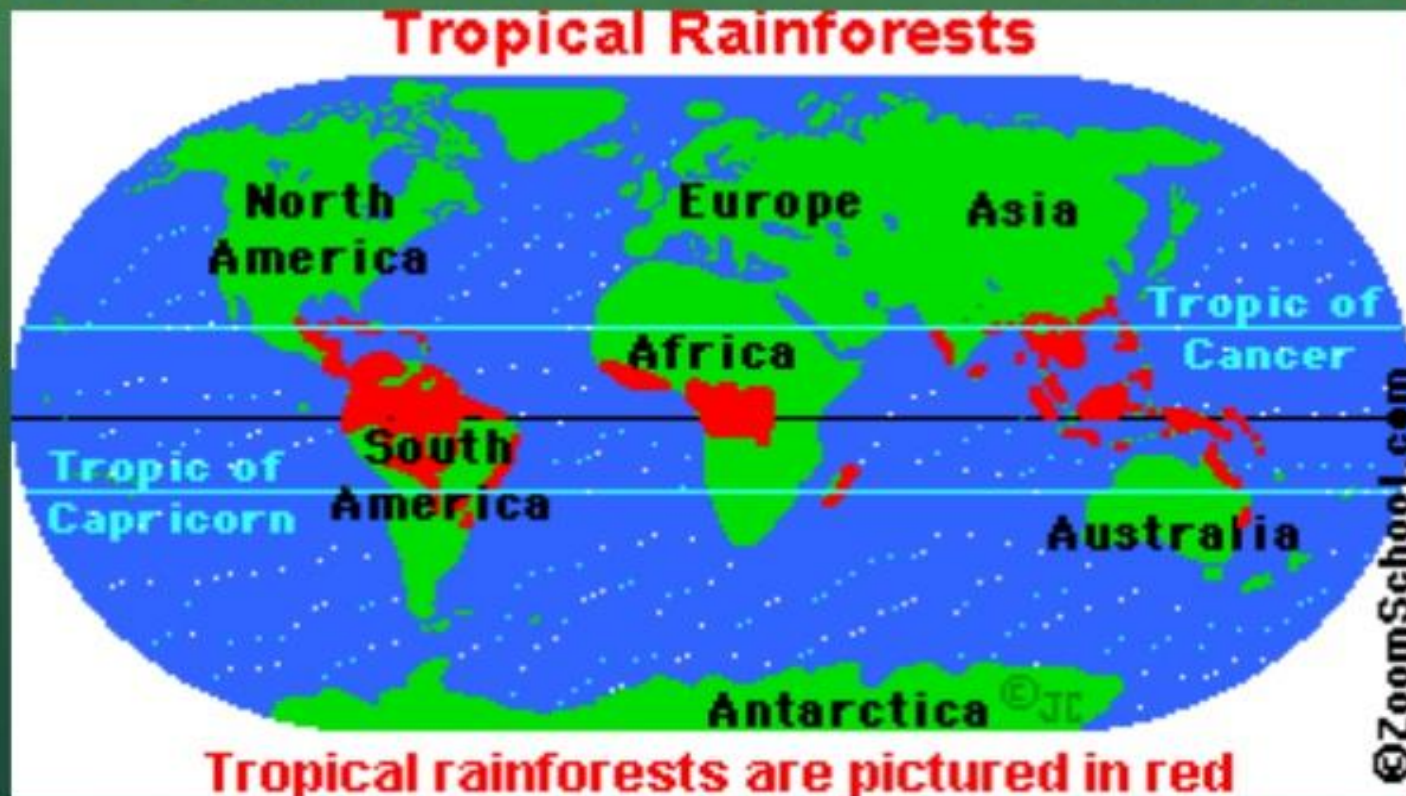 Tropical Rainforests
North
America
Europe
Asia
Africa
Tropic of
Cancer
South
America
Tropic of
Capricorn
Australia
Antarctica
©JC
©ZoomSchool.com
Tropical rainforests are pictured in red